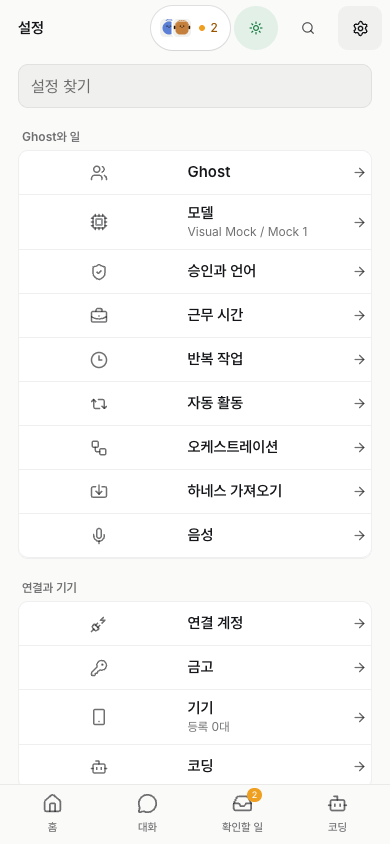 설정
2
설정 찾기
Ghost와 일
Ghost
모델
Visual Mock / Mock 1
승인과 언어
근무 시간
반복 작업
자동 활동
오케스트레이션
하네스 가져오기
음성
연결과 기기
연결 계정
금고
기기
등록 0대
코딩
2
홈
대화
확인할 일
코딩